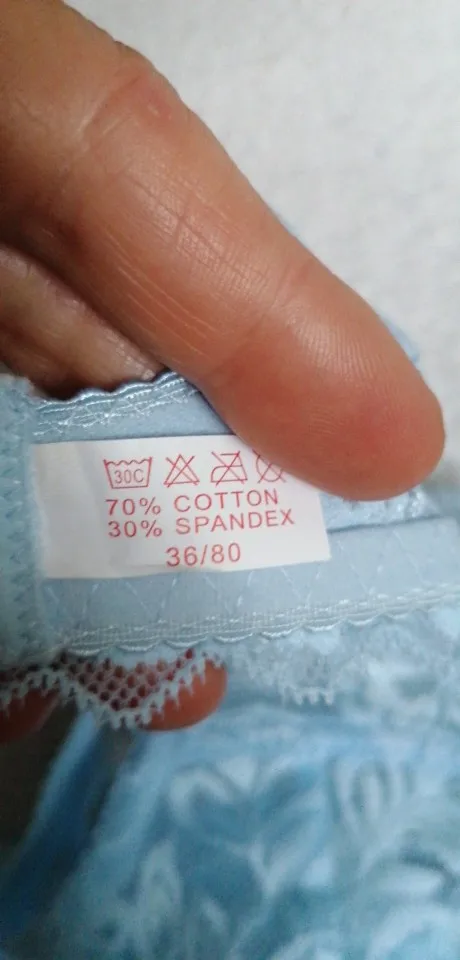 30C
70% COTTON
30% SPANDEX
36/80